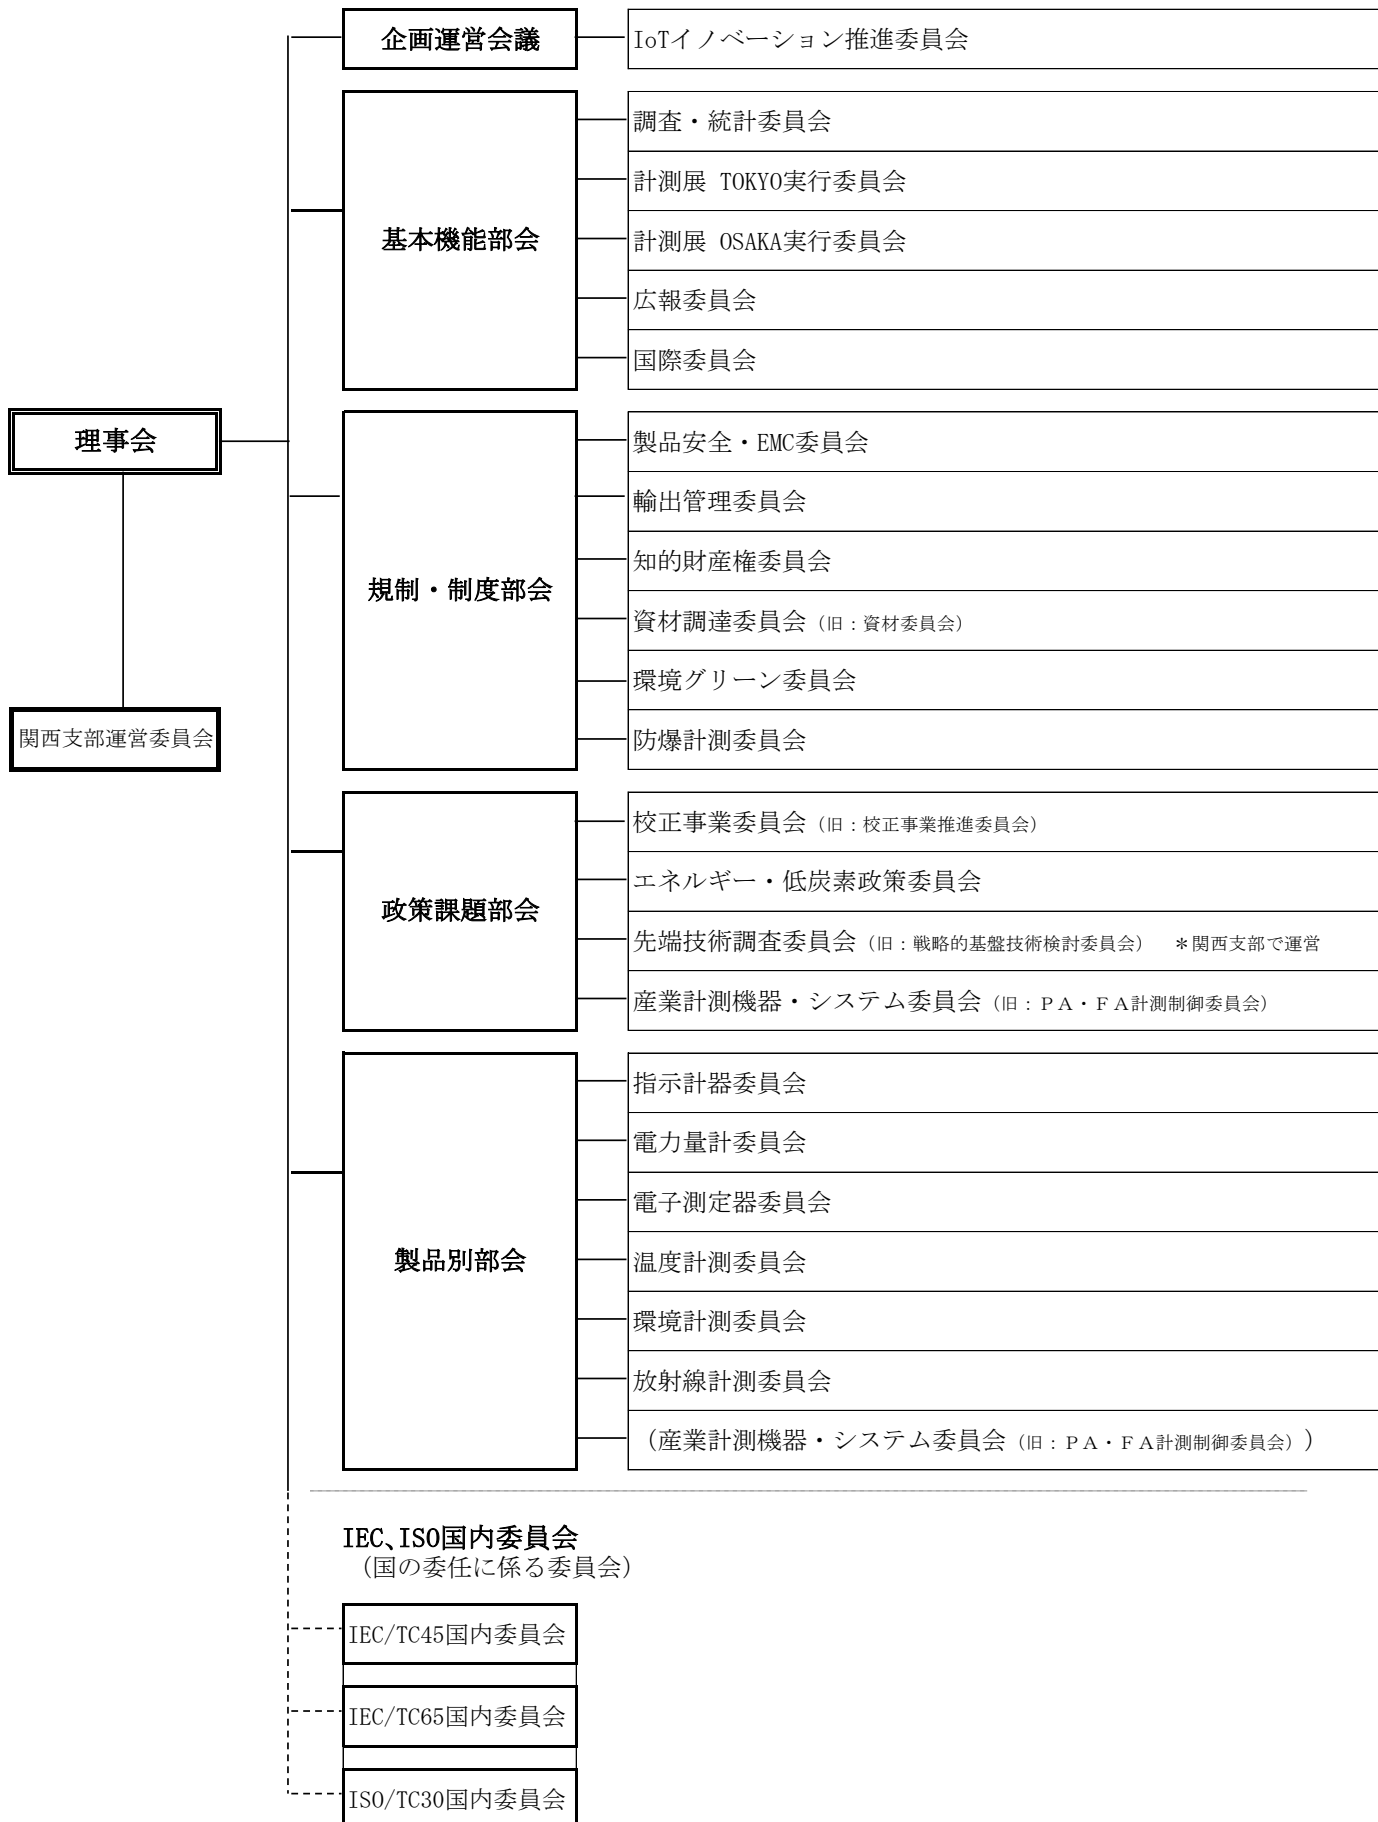 企画運営会議
IoTイノベーション推進委員会
基本機能部会
調査・統計委員会
計測展 TOKYO実行委員会
計測展 OSAKA実行委員会
広報委員会
国際委員会
理事会
関西支部運営委員会
規制・制度部会
製品安全・EMC委員会
輸出管理委員会
知的財産権委員会
資材調達委員会（旧：資材委員会）
環境グリーン委員会
防爆計測委員会
政策課題部会
校正事業委員会（旧：校正事業推進委員会）
エネルギー・低炭素政策委員会
先端技術調査委員会（旧：戦略的基盤技術検討委員会）　＊関西支部で運営
産業計測機器・システム委員会（旧：ＰＡ・ＦＡ計測制御委員会）
製品別部会
指示計器委員会
電力量計委員会
電子測定器委員会
温度計測委員会
環境計測委員会
放射線計測委員会
（産業計測機器・システム委員会（旧：ＰＡ・ＦＡ計測制御委員会））
IEC、ISO国内委員会
（国の委任に係る委員会）
IEC/TC45国内委員会
IEC/TC65国内委員会
ISO/TC30国内委員会